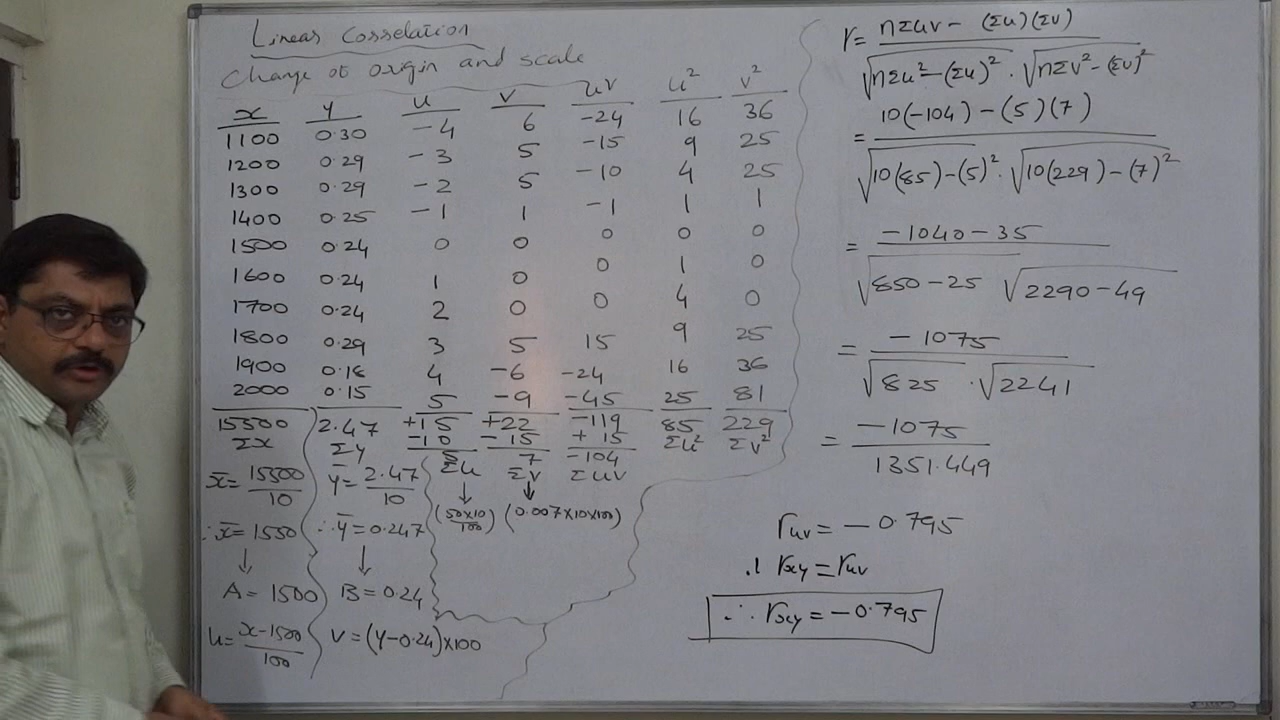 Linear Correlation
Change of origin and scale
x y u v uv u² v²
1100 0.30 -4 6 -24 16 36
1200 0.29 -3 5 -15 9 25
1300 0.29 -2 5 -10 4 25
1400 0.25 -1 1 -1 1 1
1500 0.24 0 0 0 0 0
1600 0.24 1 0 0 1 0
1700 0.24 2 0 0 4 0
1800 0.29 3 5 15 9 25
1900 0.18 4 -6 -24 16 36
2000 0.15 5 -9 -45 25 81
15500 2.47 +15 +22 -119 85 229
-10 -15 +15
5 7 -104
Σx Σy Σu Σv Σuv Σu² Σv²
x̄ = 15500/10 ȳ = 2.47/10 ↓ ↓
(50×10/100) (0.007×10×100)
∴ x̄ = 1550 ∴ ȳ = 0.247
↓ ↓
A = 1500 B = 0.24
u = x-1500/100 v = (y-0.24)×100
r = nΣuv - (Σu)(Σv) / √nΣu²-(Σu)² · √nΣv²-(Σv)²
= 10(-104) - (5)(7) / √10(85)-(5)² · √10(229)-(7)²
= -1040-35 / √850-25 √2290-49
= -1075 / √825 · √2241
= -1075 / 1351.449
ruv = -0.795
∴ rxy = ruv
∴ rxy = -0.795